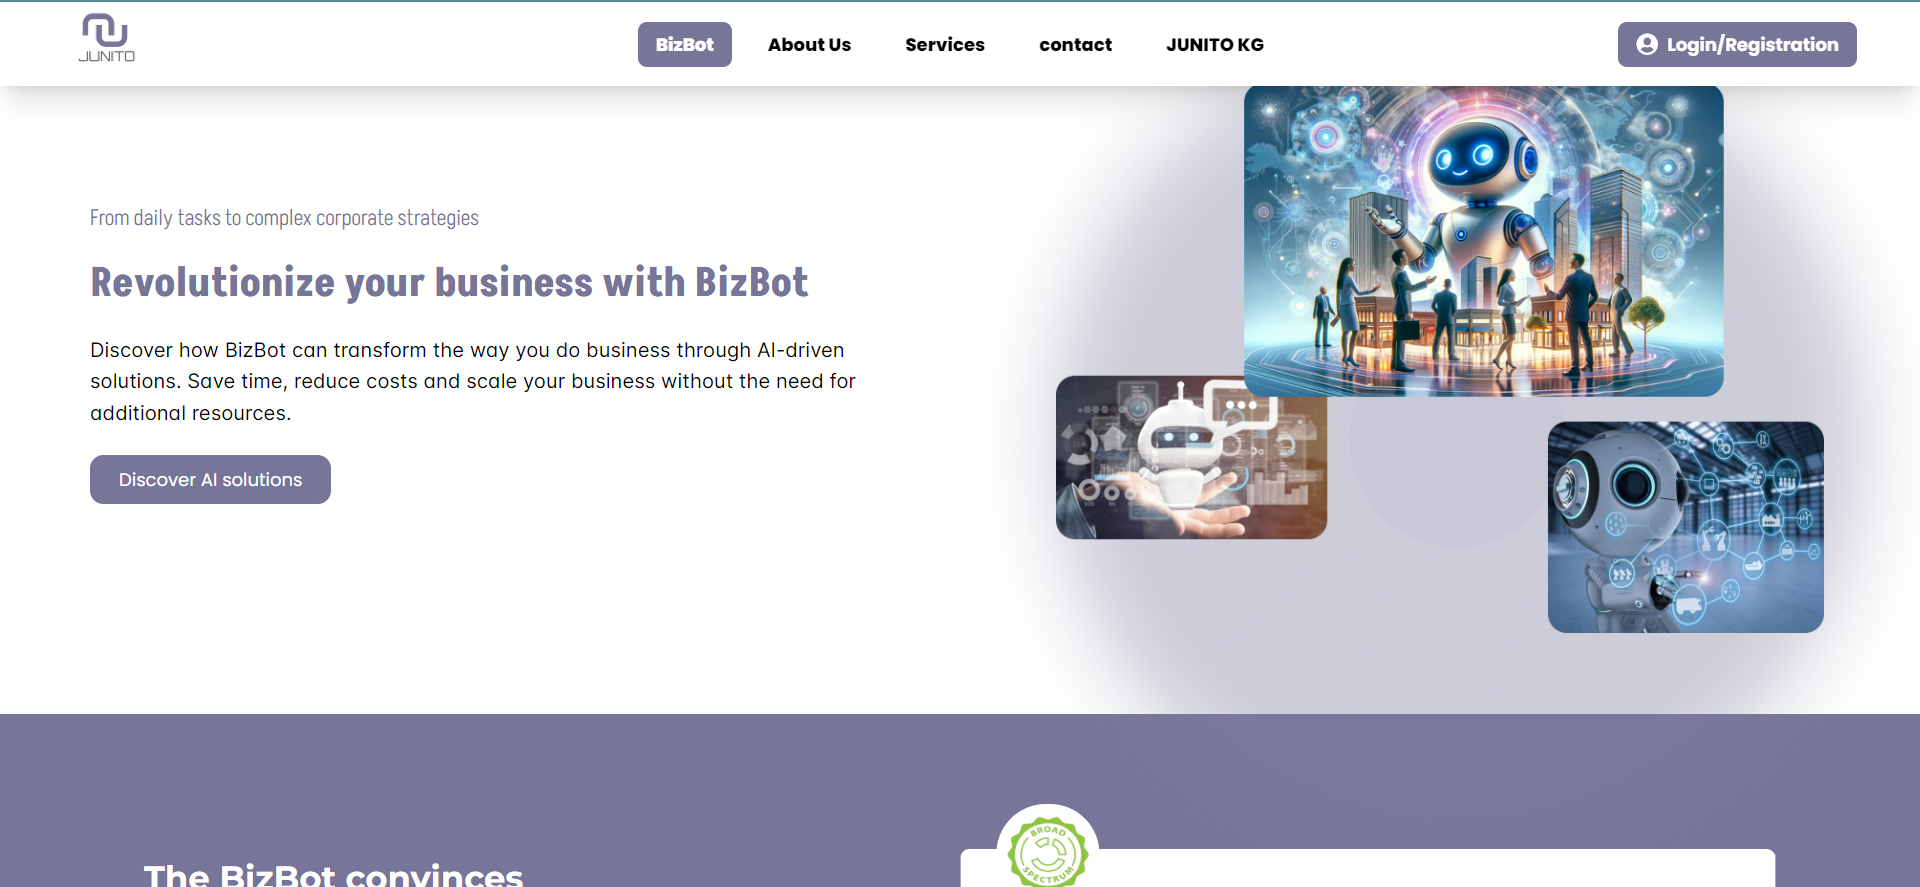 JUNITO
BizBot
About Us
Services
contact
JUNITO KG
Login/Registration
From daily tasks to complex corporate strategies
Revolutionize your business with BizBot
Discover how BizBot can transform the way you do business through AI-driven
solutions. Save time, reduce costs and scale your business without the need for
additional resources.
Discover AI solutions
The BizBot convinces
BROAD
SPECTRUM